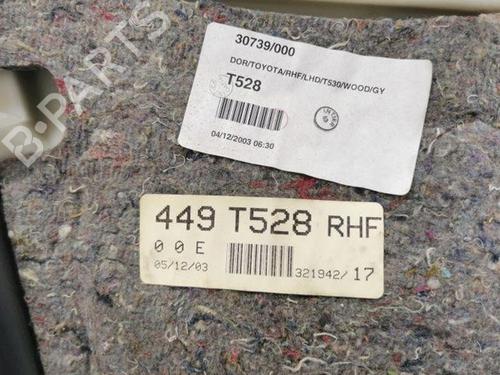 30739/000
DOR/TOYOTA/RHF/LHD/T530/WOOD/GY
T528
04/12/2003 06:30
449 T528 RHF
0 0 E
05/12/03
321942/ 17
B-PARTS